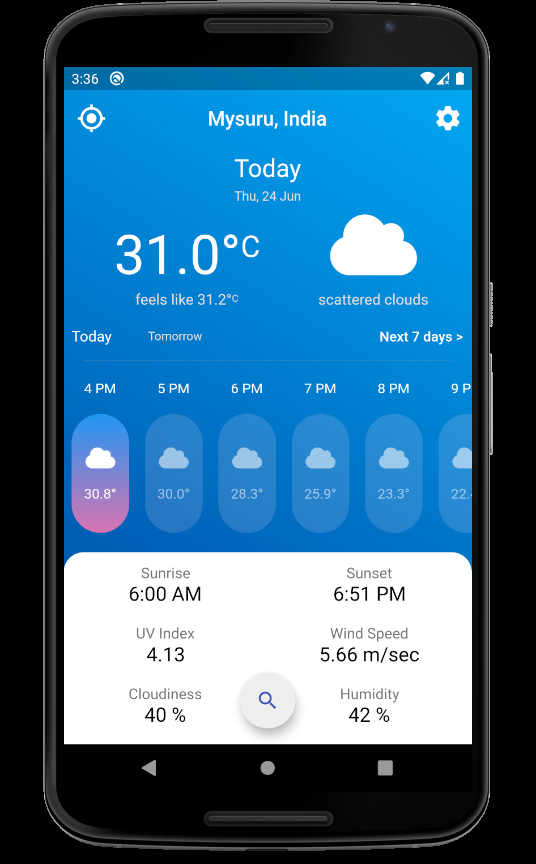 3:36
Mysuru, India
Today
Thu, 24 Jun
31.0°C
feels like 31.2°C
scattered clouds
Today Tomorrow Next 7 days >
4 PM 5 PM 6 PM 7 PM 8 PM 9 P
30.8° 30.0° 28.3° 25.9° 23.3° 22.
Sunrise Sunset
6:00 AM 6:51 PM
UV Index Wind Speed
4.13 5.66 m/sec
Cloudiness Humidity
40 % 42 %